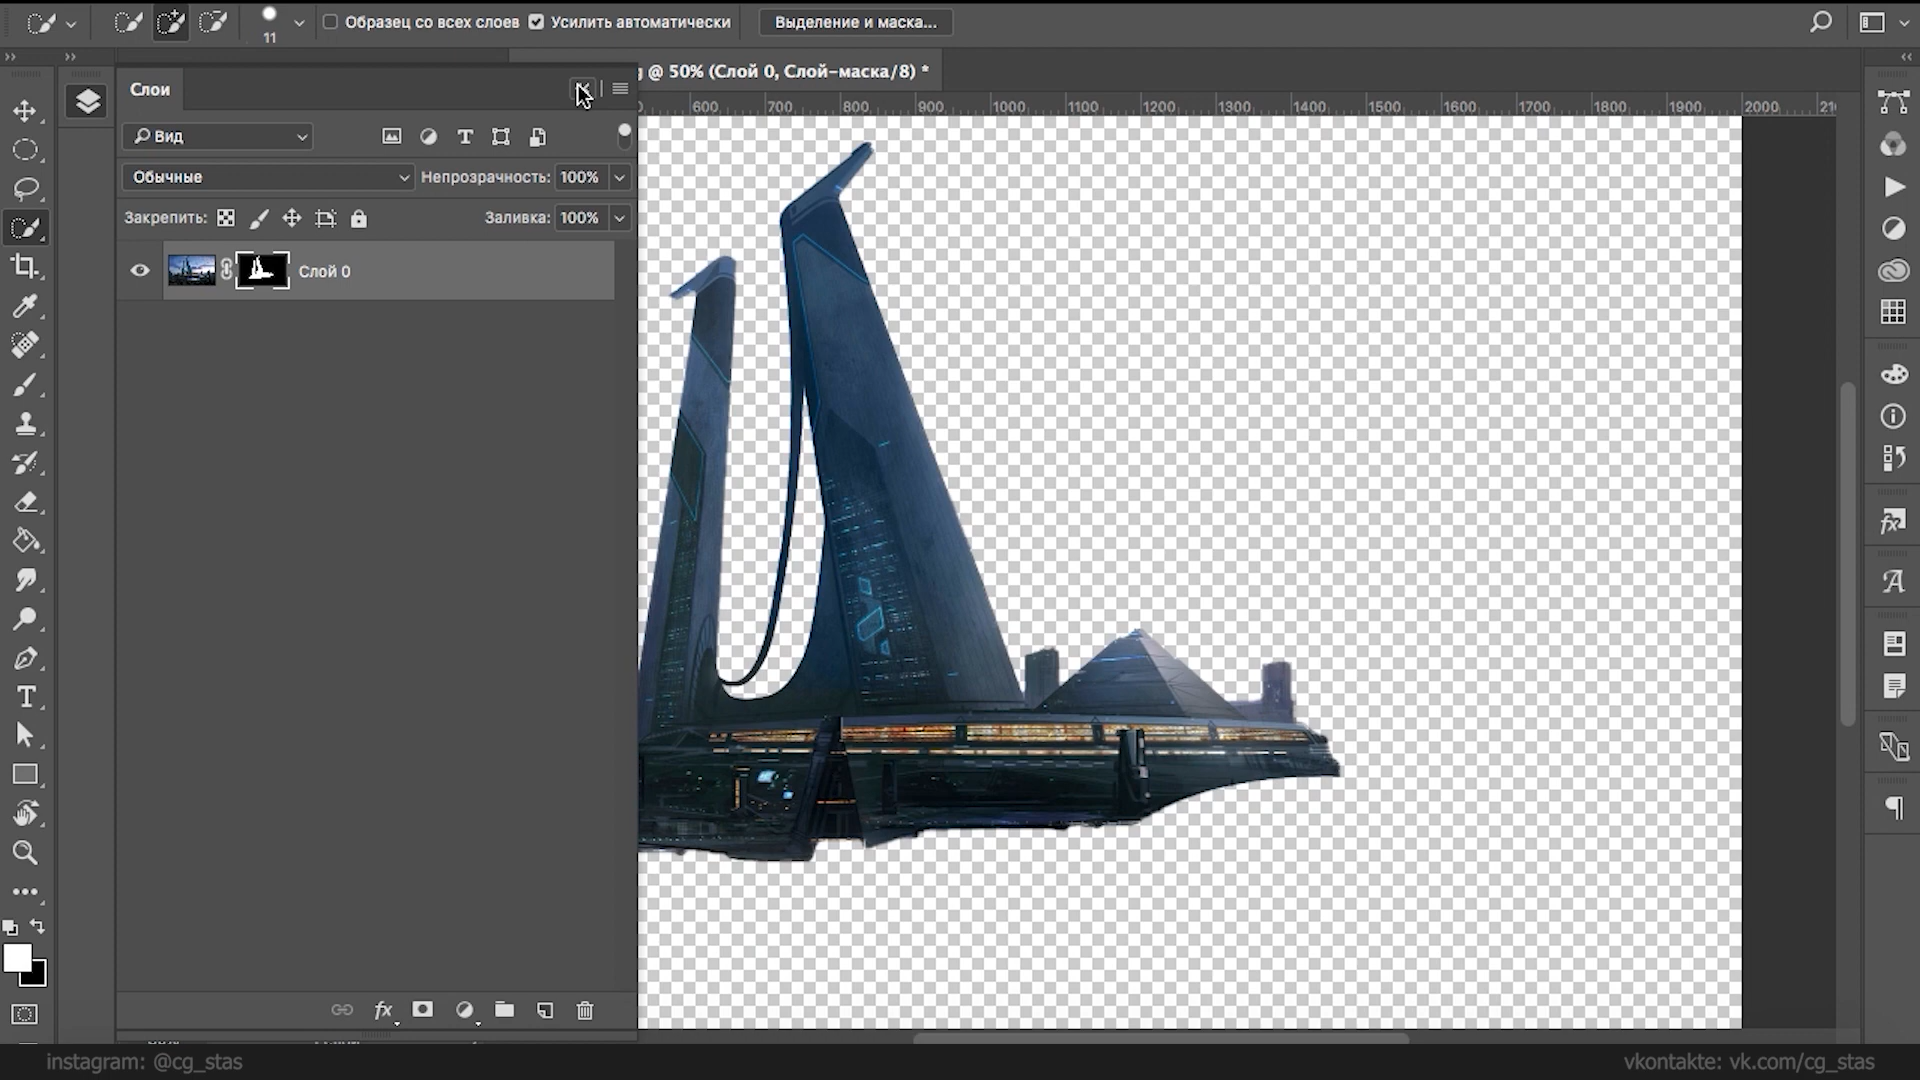 11
Образец со всех слоев
Усилить автоматически
Выделение и маска...
@ 50% (Слой 0, Слой-маска/8) *
600 700 800 900 1000 1100 1200 1300 1400 1500 1600 1700 1800 1900 2000
Слои
Вид
Обычные
Непрозрачность: 100%
Закрепить:
Заливка: 100%
Слой 0
instagram: @cg_stas
vkontakte: vk.com/cg_stas